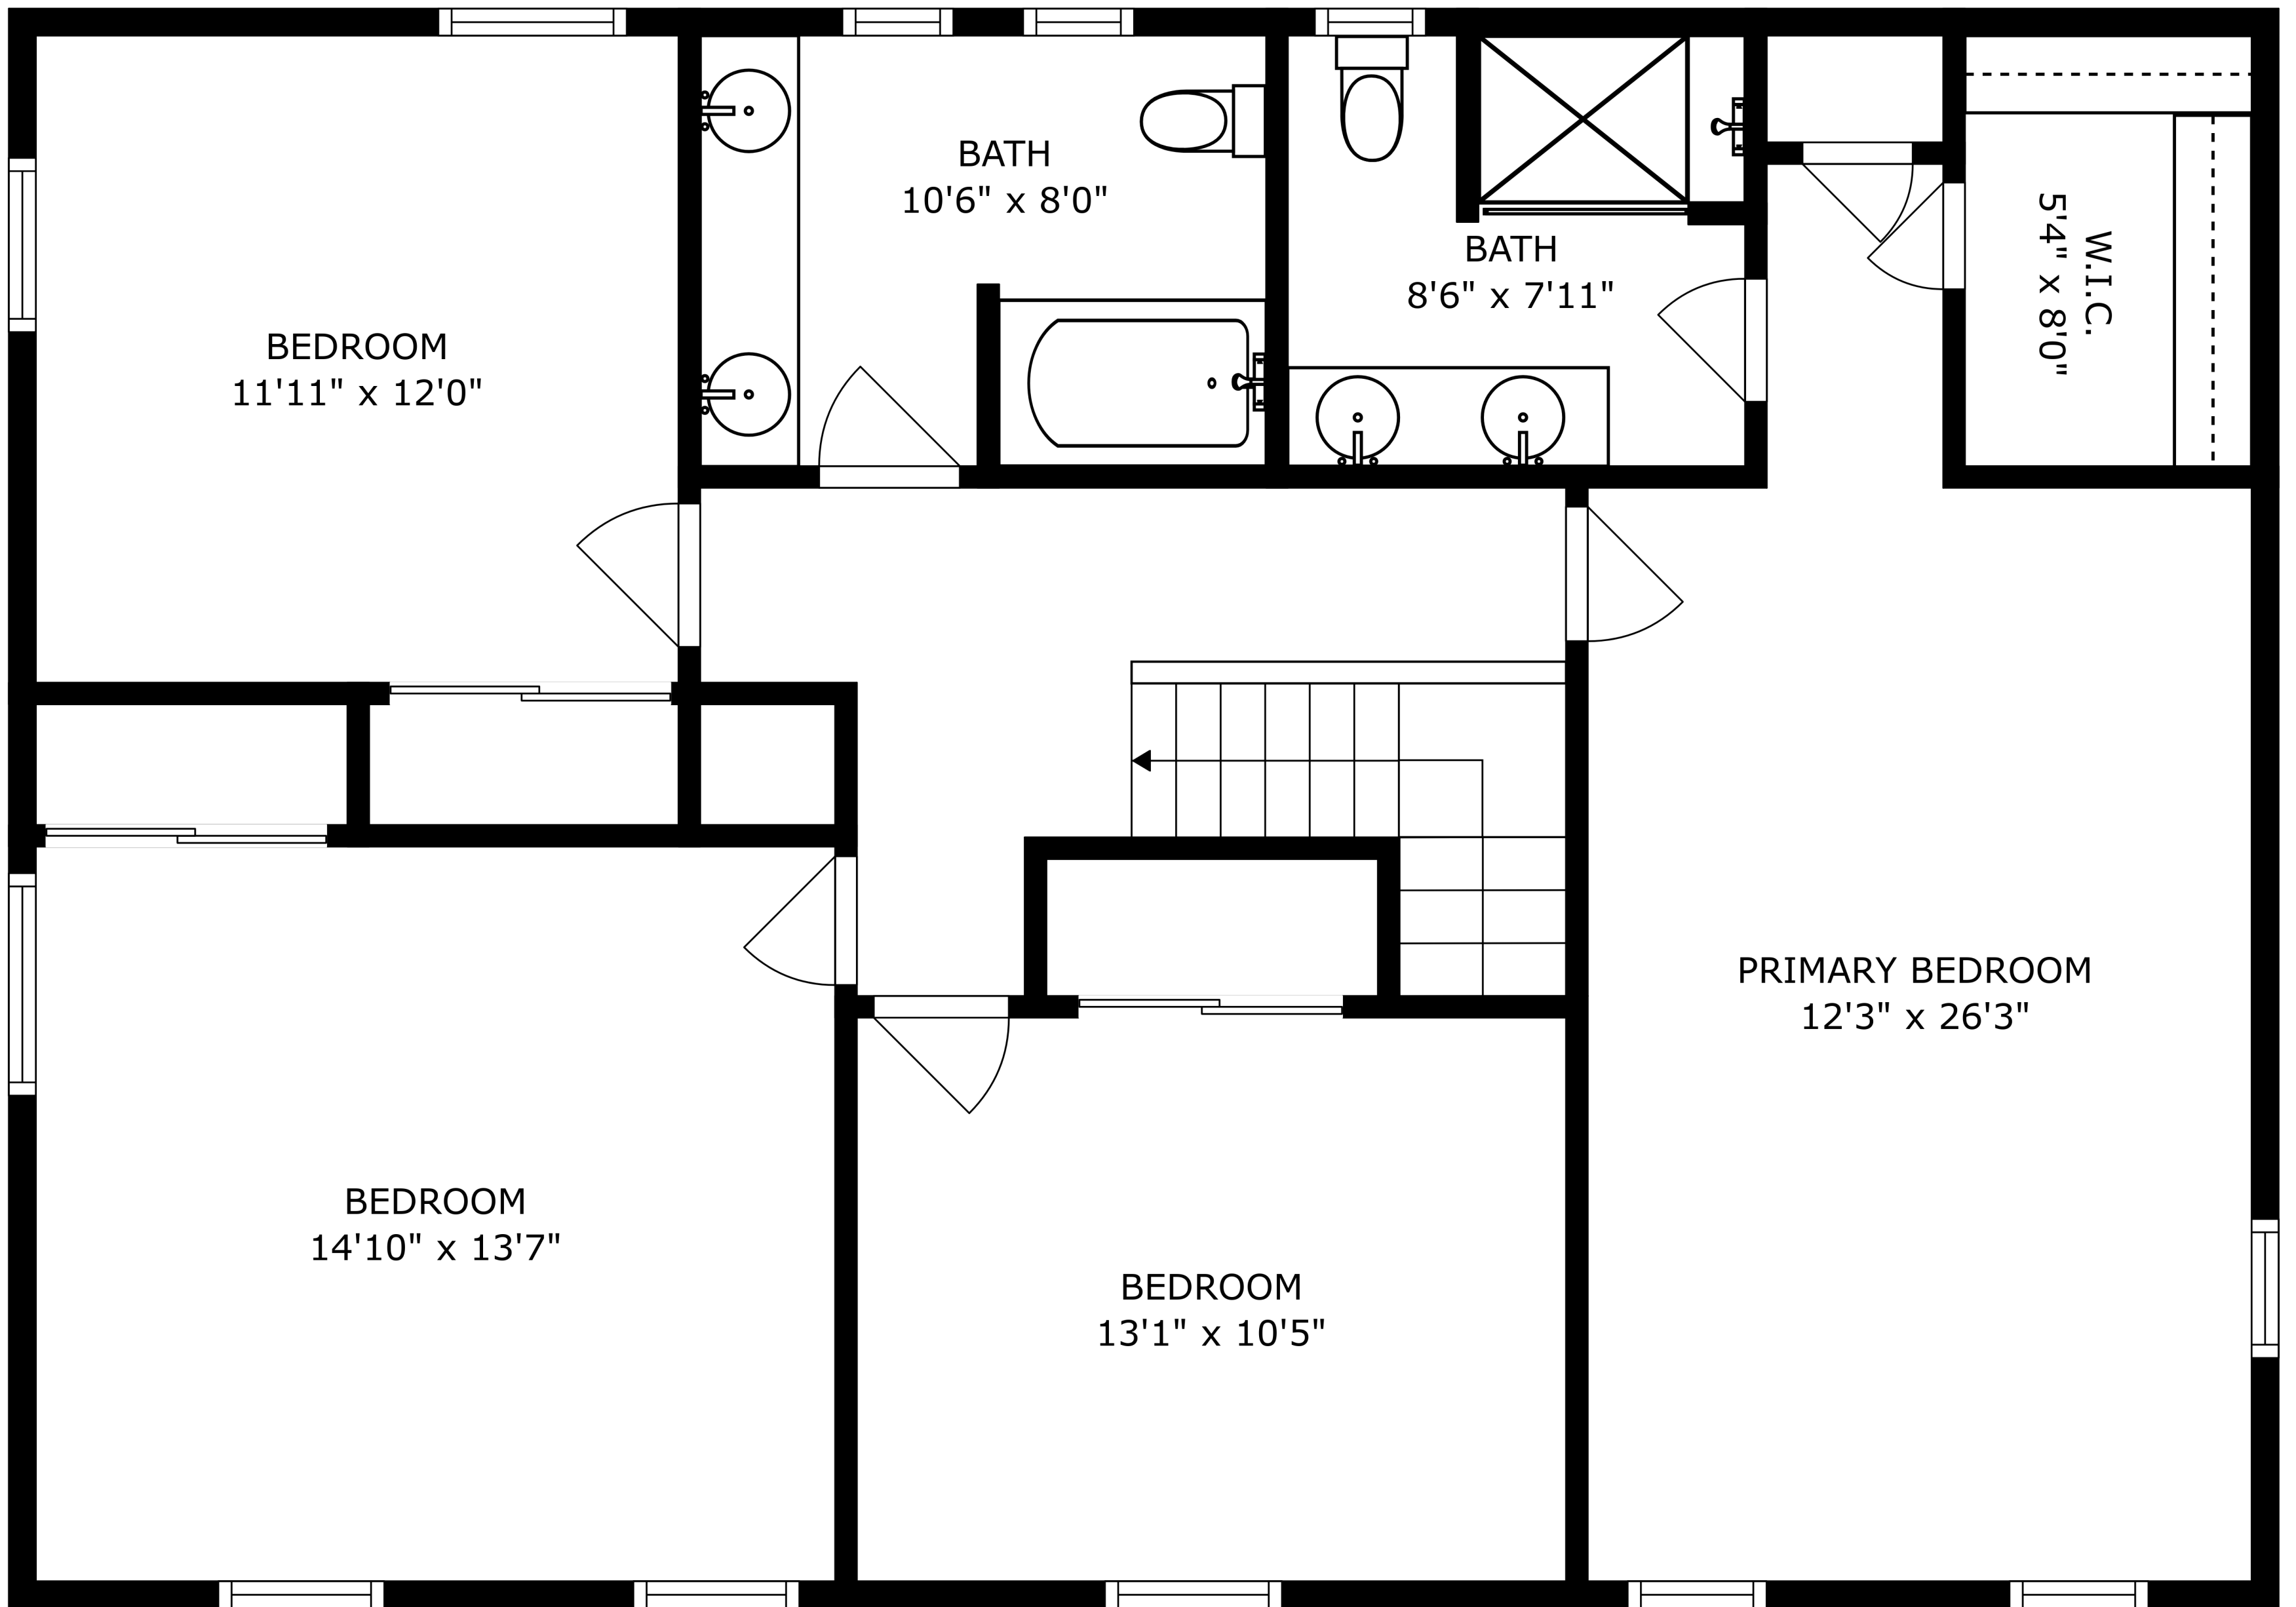 BATH
10'6" x 8'0"
BATH
8'6" x 7'11"
W.I.C.
5'4" x 8'0"
BEDROOM
11'11" x 12'0"
PRIMARY BEDROOM
12'3" x 26'3"
BEDROOM
14'10" x 13'7"
BEDROOM
13'1" x 10'5"